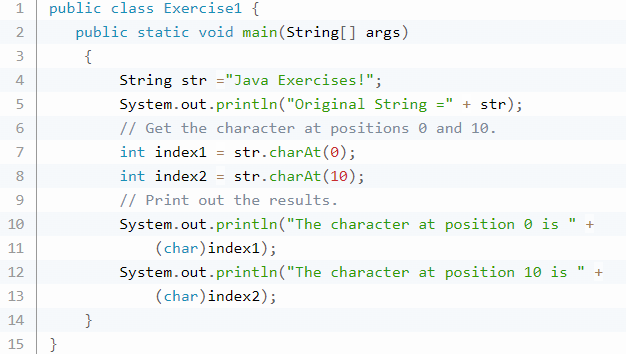 1 public class Exercise1 {
2 public static void main(String[] args)
3 {
4 String str ="Java Exercises!";
5 System.out.println("Original String =" + str);
6 // Get the character at positions 0 and 10.
7 int index1 = str.charAt(0);
8 int index2 = str.charAt(10);
9 // Print out the results.
10 System.out.println("The character at position 0 is " +
11 (char)index1);
12 System.out.println("The character at position 10 is " +
13 (char)index2);
14 }
15 }